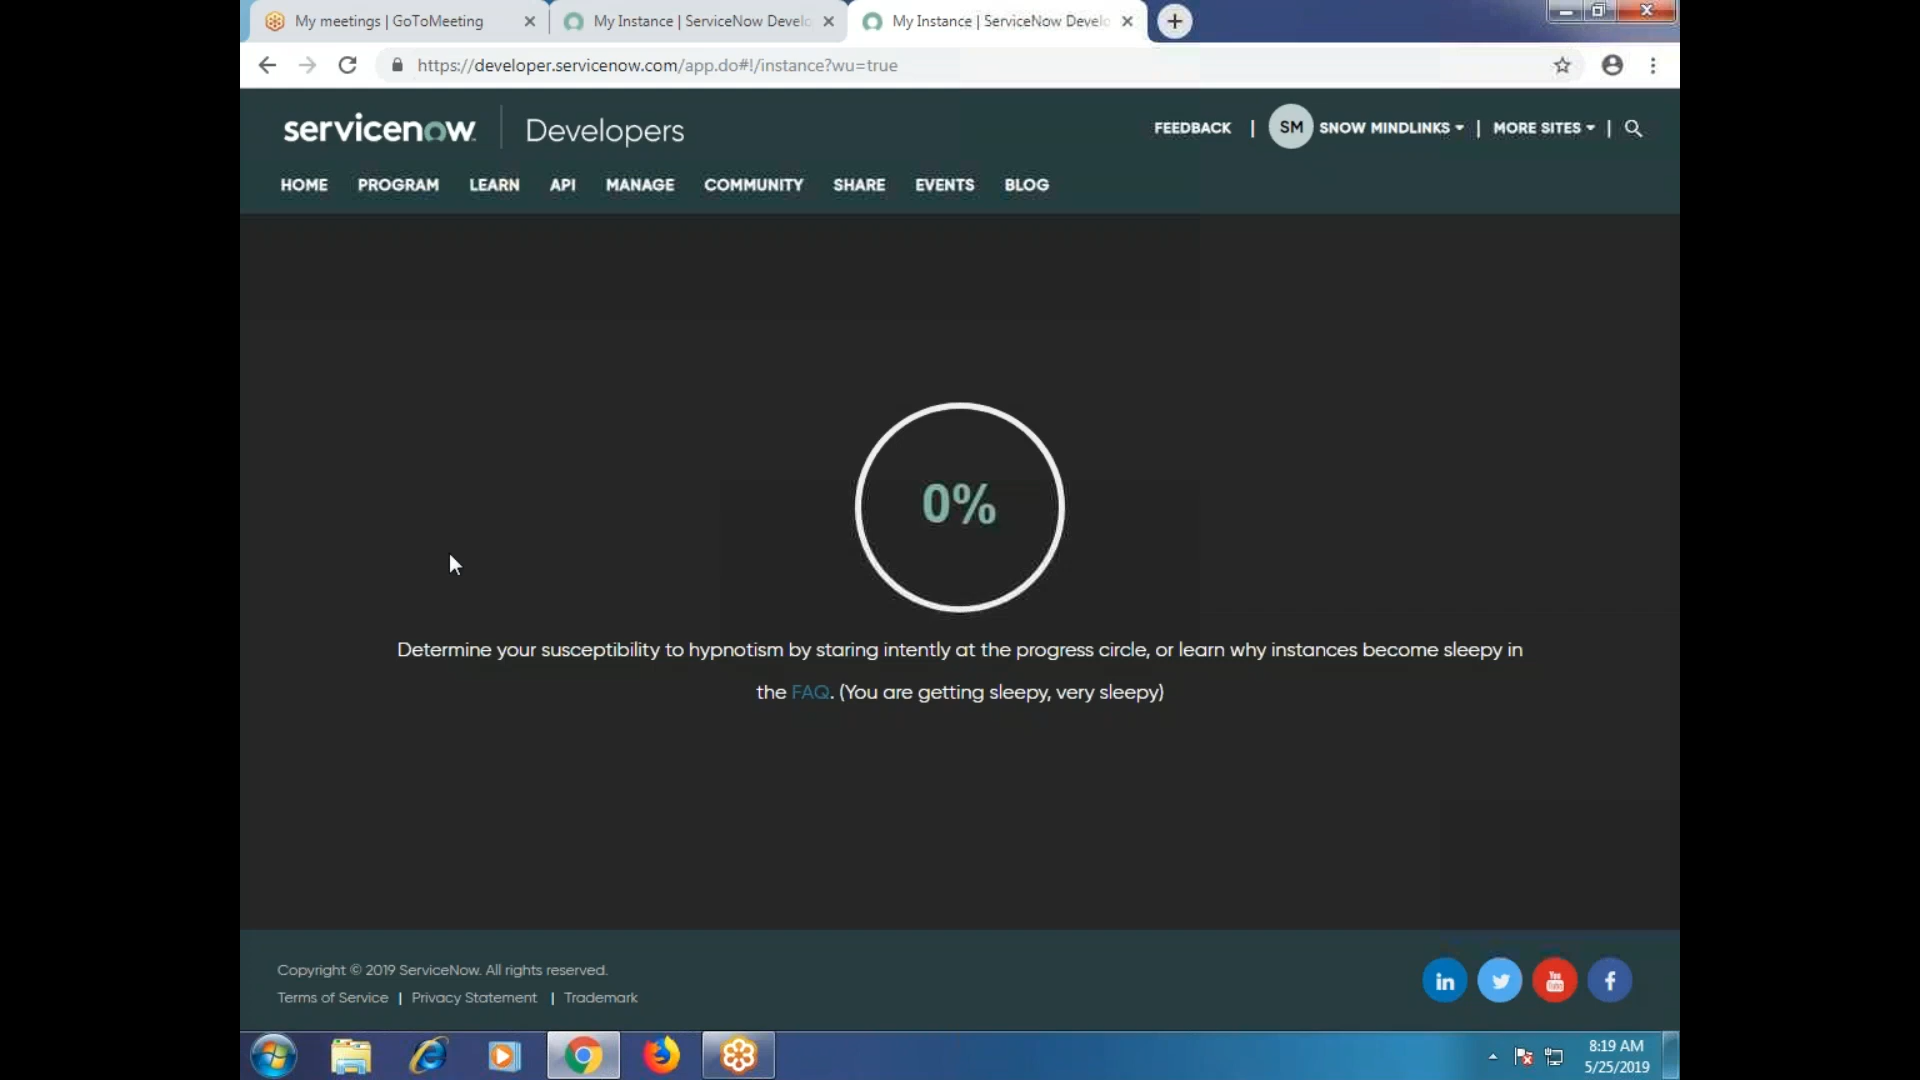 My meetings | GoToMeeting
My Instance | ServiceNow Develo
My Instance | ServiceNow Develo
https://developer.servicenow.com/app.do#!/instance?wu=true
servicenow
Developers
FEEDBACK | SM SNOW MINDLINKS | MORE SITES |
HOME PROGRAM LEARN API MANAGE COMMUNITY SHARE EVENTS BLOG
0%
Determine your susceptibility to hypnotism by staring intently at the progress circle, or learn why instances become sleepy in
the FAQ. (You are getting sleepy, very sleepy)
Copyright © 2019 ServiceNow. All rights reserved.
Terms of Service | Privacy Statement | Trademark
in
You Tube
f
8:19 AM
5/25/2019